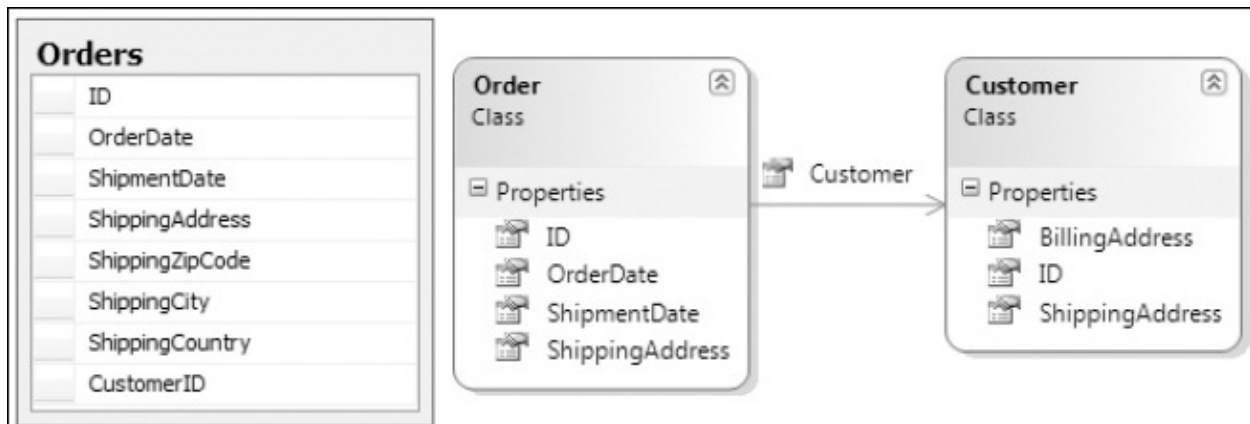 Orders
ID
OrderDate
ShipmentDate
ShippingAddress
ShippingZipCode
ShippingCity
ShippingCountry
CustomerID
Order
Class
Properties
ID
OrderDate
ShipmentDate
ShippingAddress
Customer
Customer
Class
Properties
BillingAddress
ID
ShippingAddress